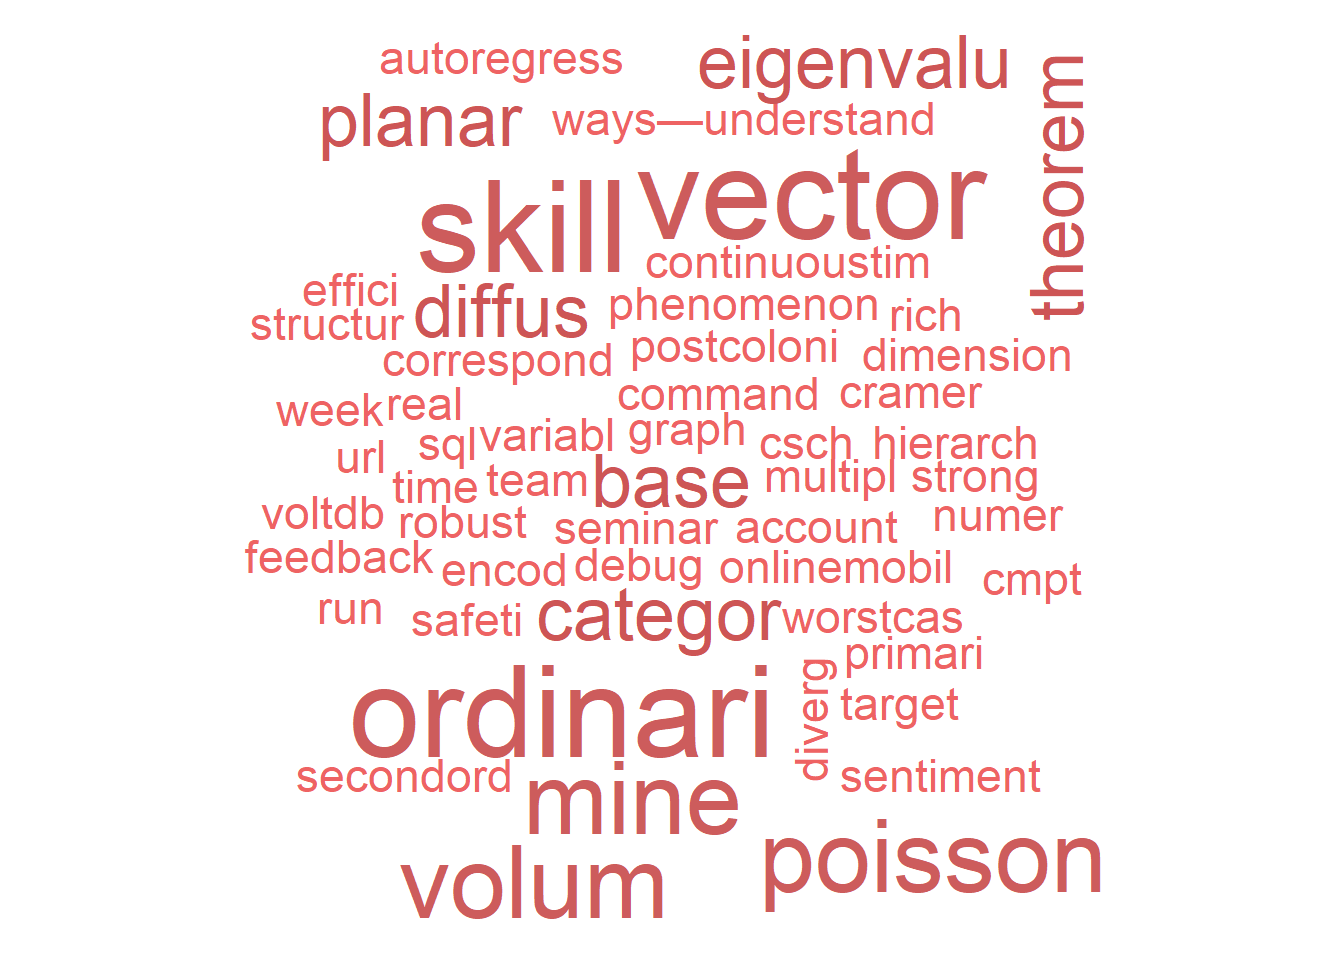 autoregress eigenvalu
planar ways—understand
theorem
skill vector
continuoustim
effici diffus phenomenon rich
structur
correspond postcoloni dimension
week real command cramer
url sql variabl graph csch hierarch
time team base multipl strong
voltdb robust seminar account numer
feedback encod debug onlinemobil cmpt
run safeti categor worstcas
primari
ordinari diverg target
secondord mine sentiment
volum poisson